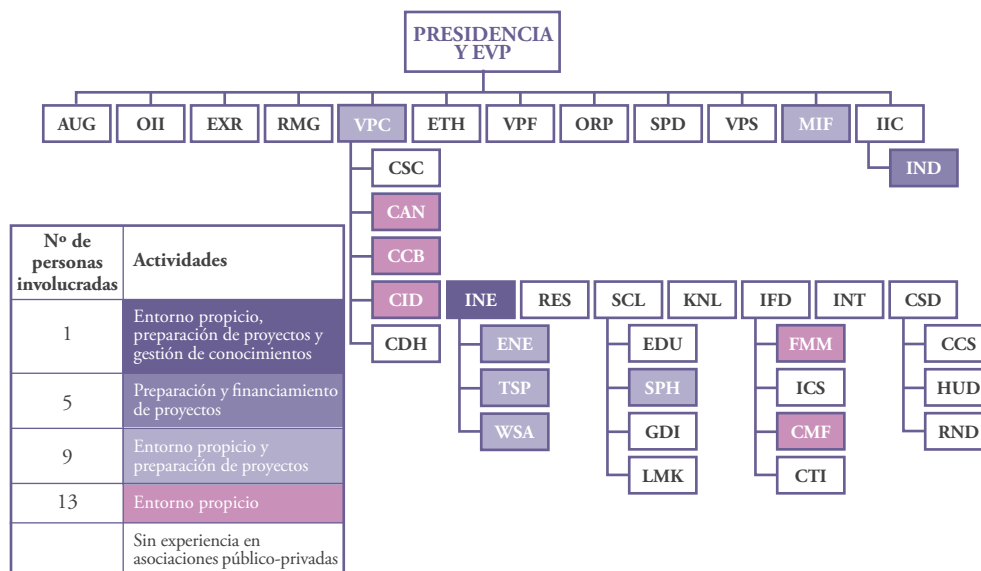 PRESIDENCIA
Y EVP
AUG
OII
EXR
RMG
VPC
ETH
VPF
ORP
SPD
VPS
MIF
IIC
IND
CSC
CAN
CCB
CID
CDH
INE
RES
SCL
KNL
IFD
INT
CSD
ENE
TSP
WSA
EDU
SPH
GDI
LMK
FMM
ICS
CMF
CTI
CCS
HUD
RND
Nº de
personas
involucradas
Actividades
1
Entorno propicio,
preparación de proyectos y
gestión de conocimientos
5
Preparación y financiamiento
de proyectos
9
Entorno propicio y
preparación de proyectos
13
Entorno propicio
Sin experiencia en
asociaciones público-privadas